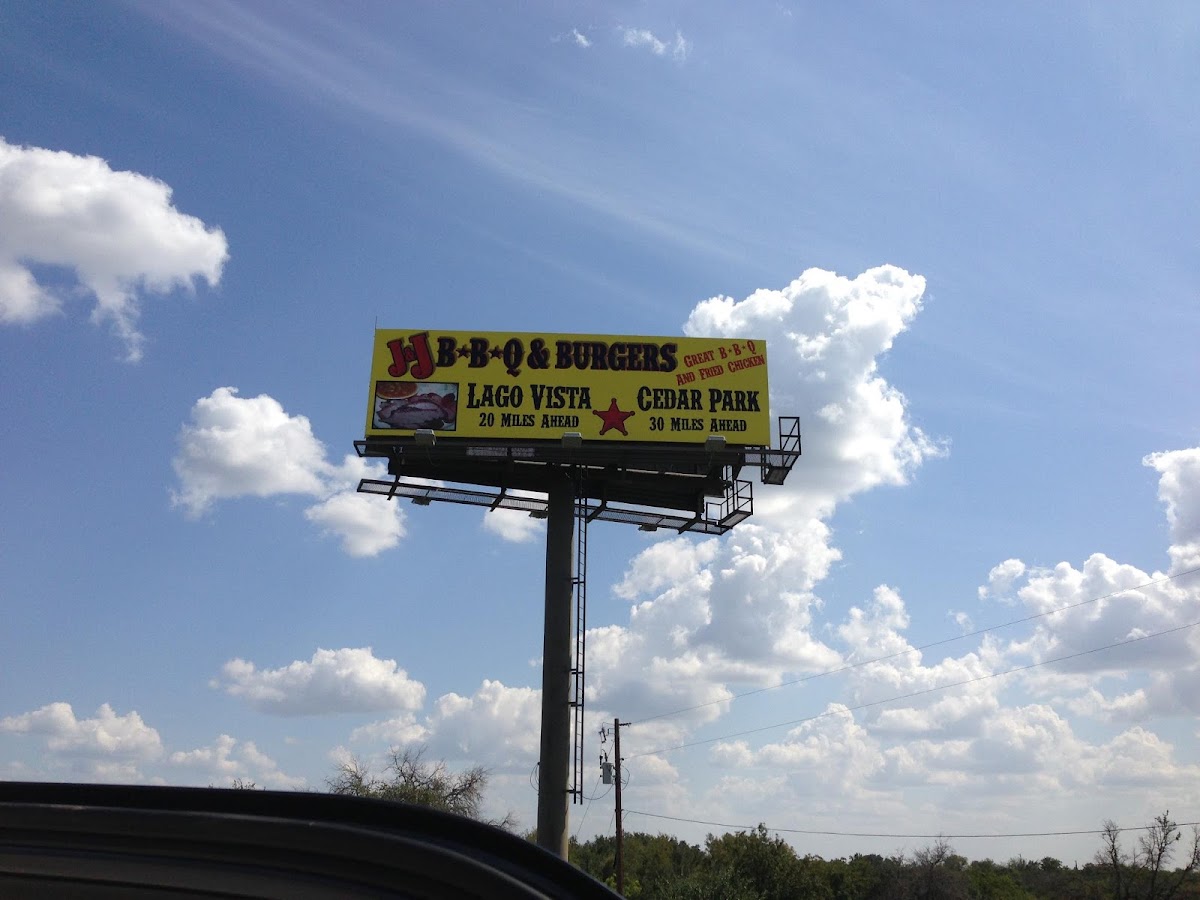 J&J B★B★Q & BURGERS
GREAT B★B★Q
AND FRIED CHICKEN
LAGO VISTA
20 MILES AHEAD
CEDAR PARK
30 MILES AHEAD